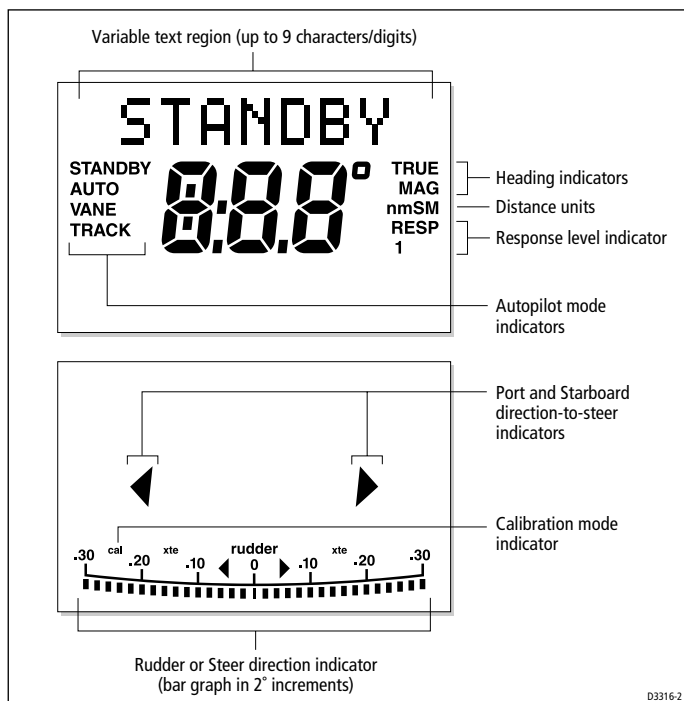 Variable text region (up to 9 characters/digits)
STANDBY
STANDBY
AUTO
VANE
TRACK
8:8.8°
TRUE
MAG
nmSM
RESP
1
Heading indicators
Distance units
Response level indicator
Autopilot mode
indicators
Port and Starboard
direction-to-steer
indicators
Calibration mode
indicator
.30 cal .20 xte .10 rudder 0 .10 xte .20 .30
Rudder or Steer direction indicator
(bar graph in 2° increments)
D3316-2